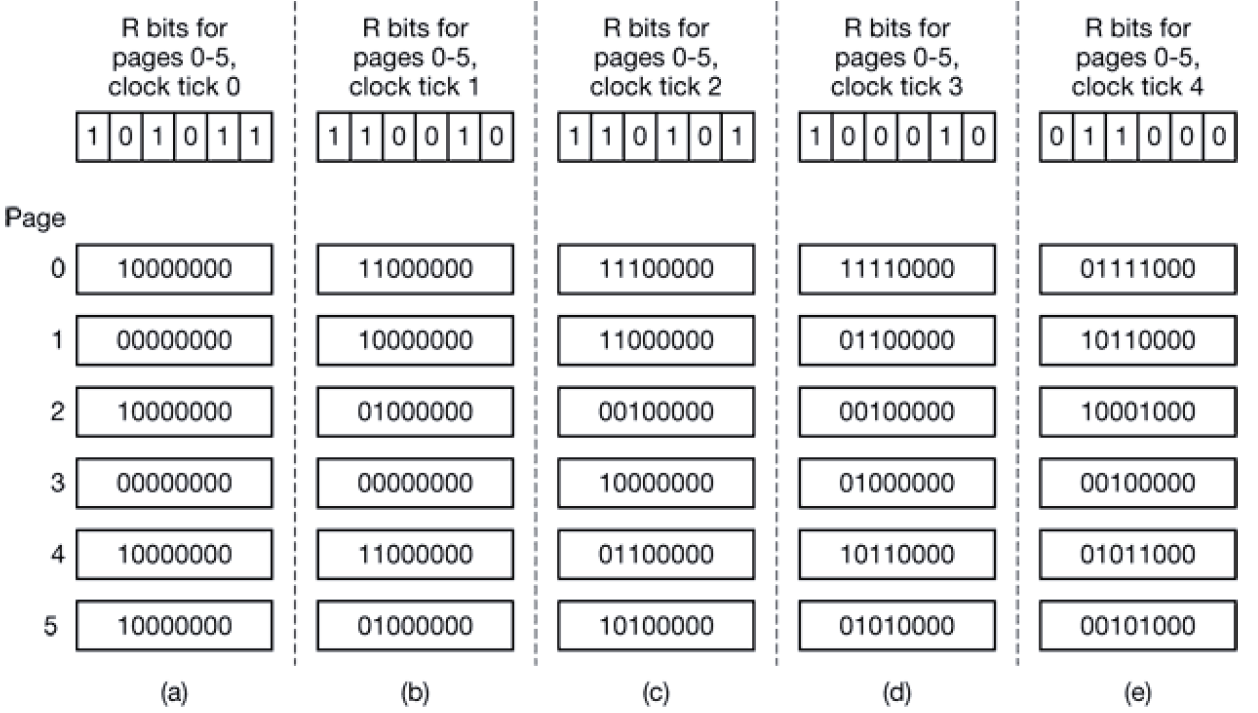 R bits for pages 0-5, clock tick 0
R bits for pages 0-5, clock tick 1
R bits for pages 0-5, clock tick 2
R bits for pages 0-5, clock tick 3
R bits for pages 0-5, clock tick 4
1 0 1 0 1 1
1 1 0 0 1 0
1 1 0 1 0 1
1 0 0 0 1 0
0 1 1 0 0 0
Page
0 10000000 11000000 11100000 11110000 01111000
1 00000000 10000000 11000000 01100000 10110000
2 10000000 01000000 00100000 00100000 10001000
3 00000000 00000000 10000000 01000000 00100000
4 10000000 11000000 01100000 10110000 01011000
5 10000000 01000000 10100000 01010000 00101000
(a) (b) (c) (d) (e)